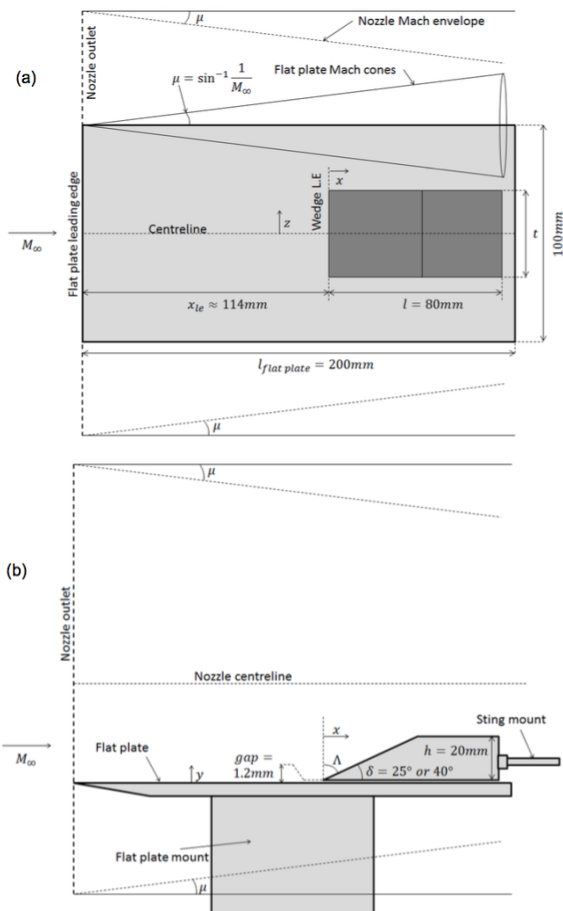 (a)
Nozzle outlet
μ
Nozzle Mach envelope
Flat plate Mach cones
μ = sin⁻¹ 1/M∞
Flat plate leading edge
M∞
Centreline
z
Wedge L.E
x
t
100mm
x_le ≈ 114mm
l = 80mm
l_flat plate = 200mm
μ
(b)
Nozzle outlet
μ
Nozzle centreline
M∞
Flat plate
y
gap =
1.2mm
x
Λ
δ = 25° or 40°
h = 20mm
Sting mount
Flat plate mount
μ